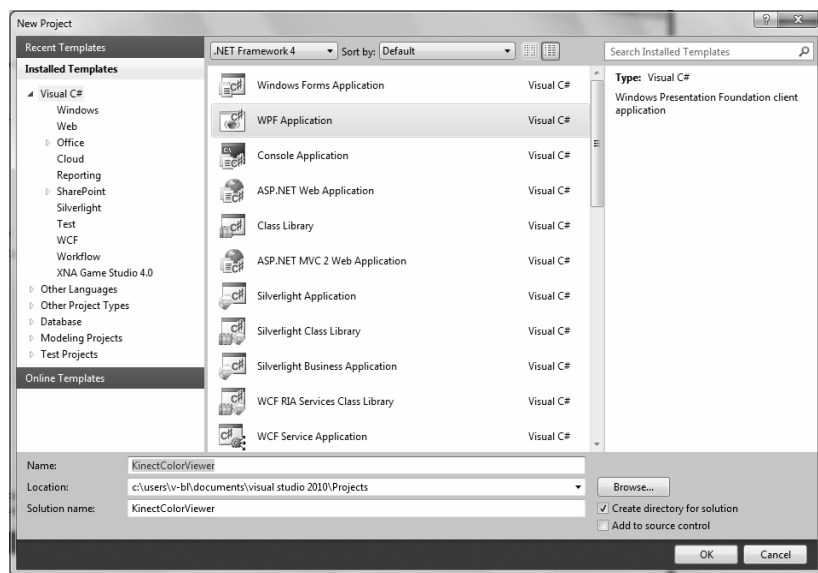 New Project
Recent Templates
Installed Templates
Visual C#
Windows
Web
Office
Cloud
Reporting
SharePoint
Silverlight
Test
WCF
Workflow
XNA Game Studio 4.0
Other Languages
Other Project Types
Database
Modeling Projects
Test Projects
Online Templates
.NET Framework 4 Sort by: Default
Windows Forms Application Visual C#
WPF Application Visual C#
Console Application Visual C#
ASP.NET Web Application Visual C#
Class Library Visual C#
ASP.NET MVC 2 Web Application Visual C#
Silverlight Application Visual C#
Silverlight Class Library Visual C#
Silverlight Business Application Visual C#
WCF RIA Services Class Library Visual C#
WCF Service Application Visual C#
Search Installed Templates
Type: Visual C#
Windows Presentation Foundation client
application
Name: KinectColorViewer
Location: c:\users\v-bl\documents\visual studio 2010\Projects
Browse...
Solution name: KinectColorViewer
Create directory for solution
Add to source control
OK Cancel